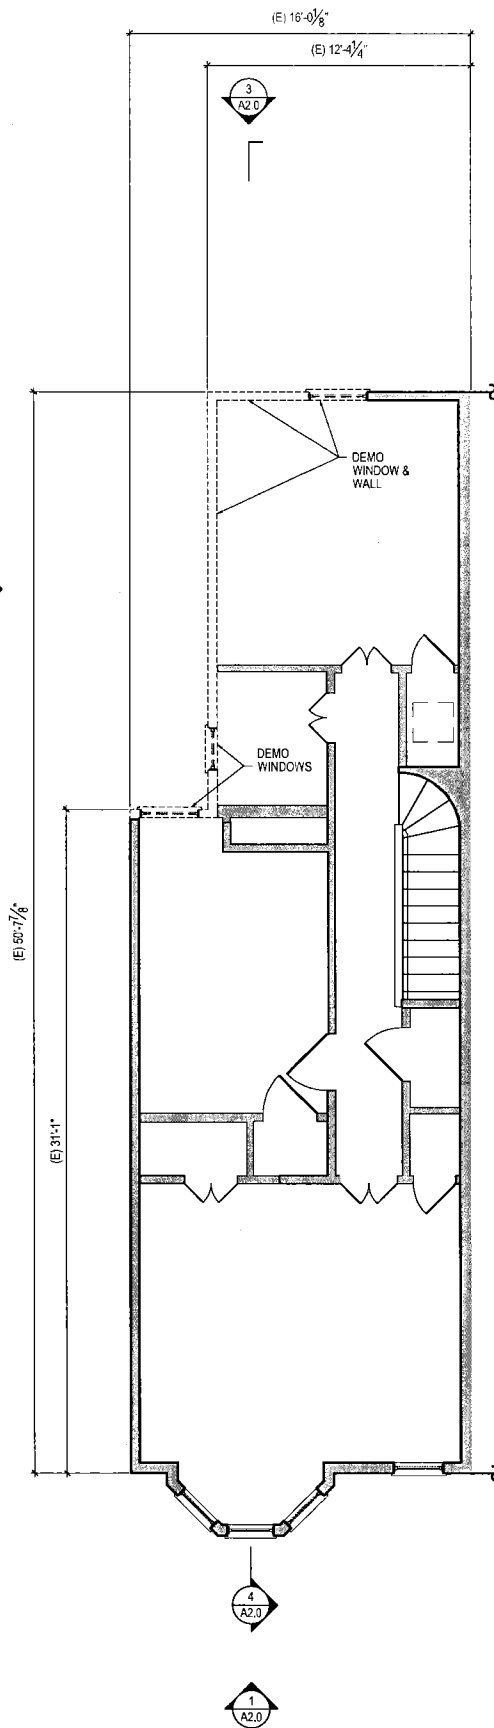 (E) 16'-0 1/8"
(E) 12'-4 1/4"
3
A2.0
DEMO
WINDOW &
WALL
DEMO
WINDOWS
(E) 50'-7 7/8"
(E) 31'-1"
4
A2.0
1
A2.0